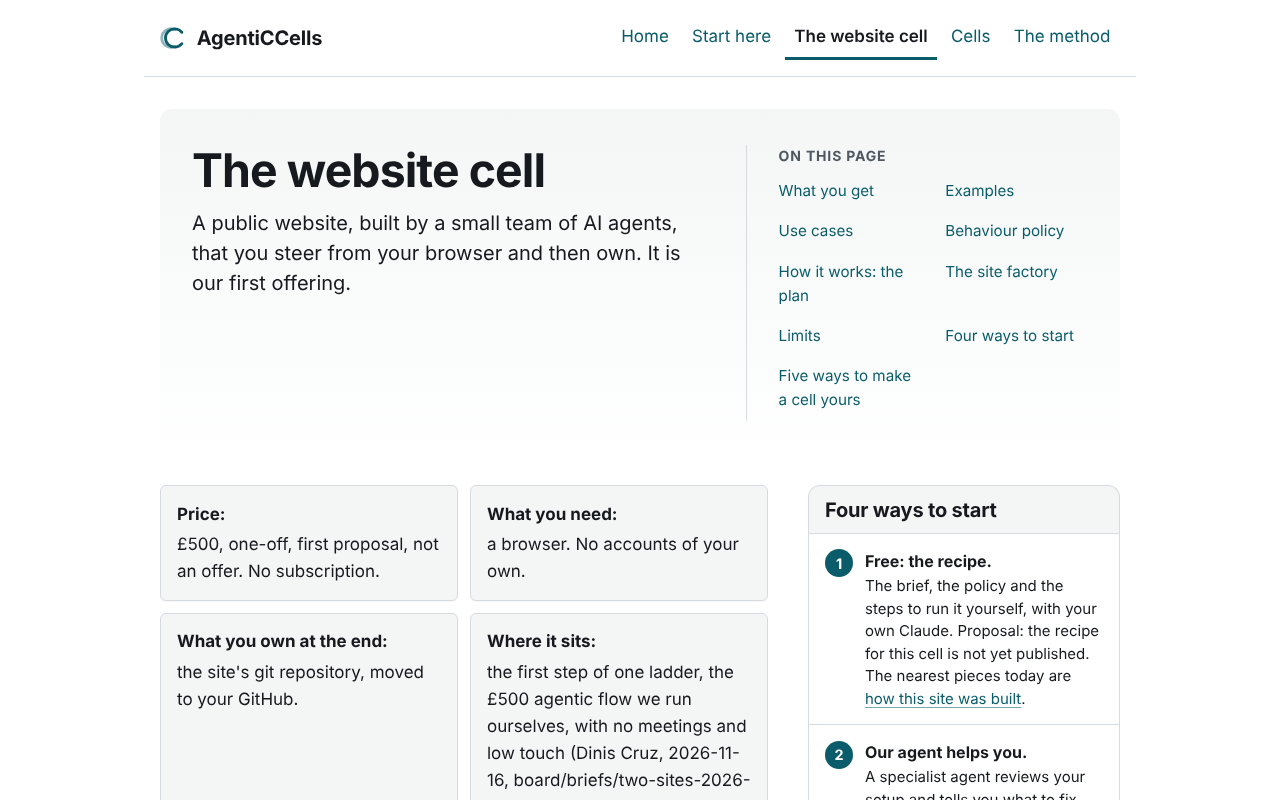 AgentiCCells
Home
Start here
The website cell
Cells
The method
The website cell
A public website, built by a small team of AI agents,
that you steer from your browser and then own. It is
our first offering.
ON THIS PAGE
What you get
Examples
Use cases
Behaviour policy
How it works: the
plan
The site factory
Limits
Four ways to start
Five ways to make
a cell yours
Price:
£500, one-off, first proposal, not
an offer. No subscription.
What you need:
a browser. No accounts of your
own.
What you own at the end:
the site's git repository, moved
to your GitHub.
Where it sits:
the first step of one ladder, the
£500 agentic flow we run
ourselves, with no meetings and
low touch (Dinis Cruz, 2026-11-
16, board/briefs/two-sites-2026-
Four ways to start
1
Free: the recipe.
The brief, the policy and the
steps to run it yourself, with your
own Claude. Proposal: the recipe
for this cell is not yet published.
The nearest pieces today are
how this site was built.
2
Our agent helps you.
A specialist agent reviews your
setup and tells you what to fix